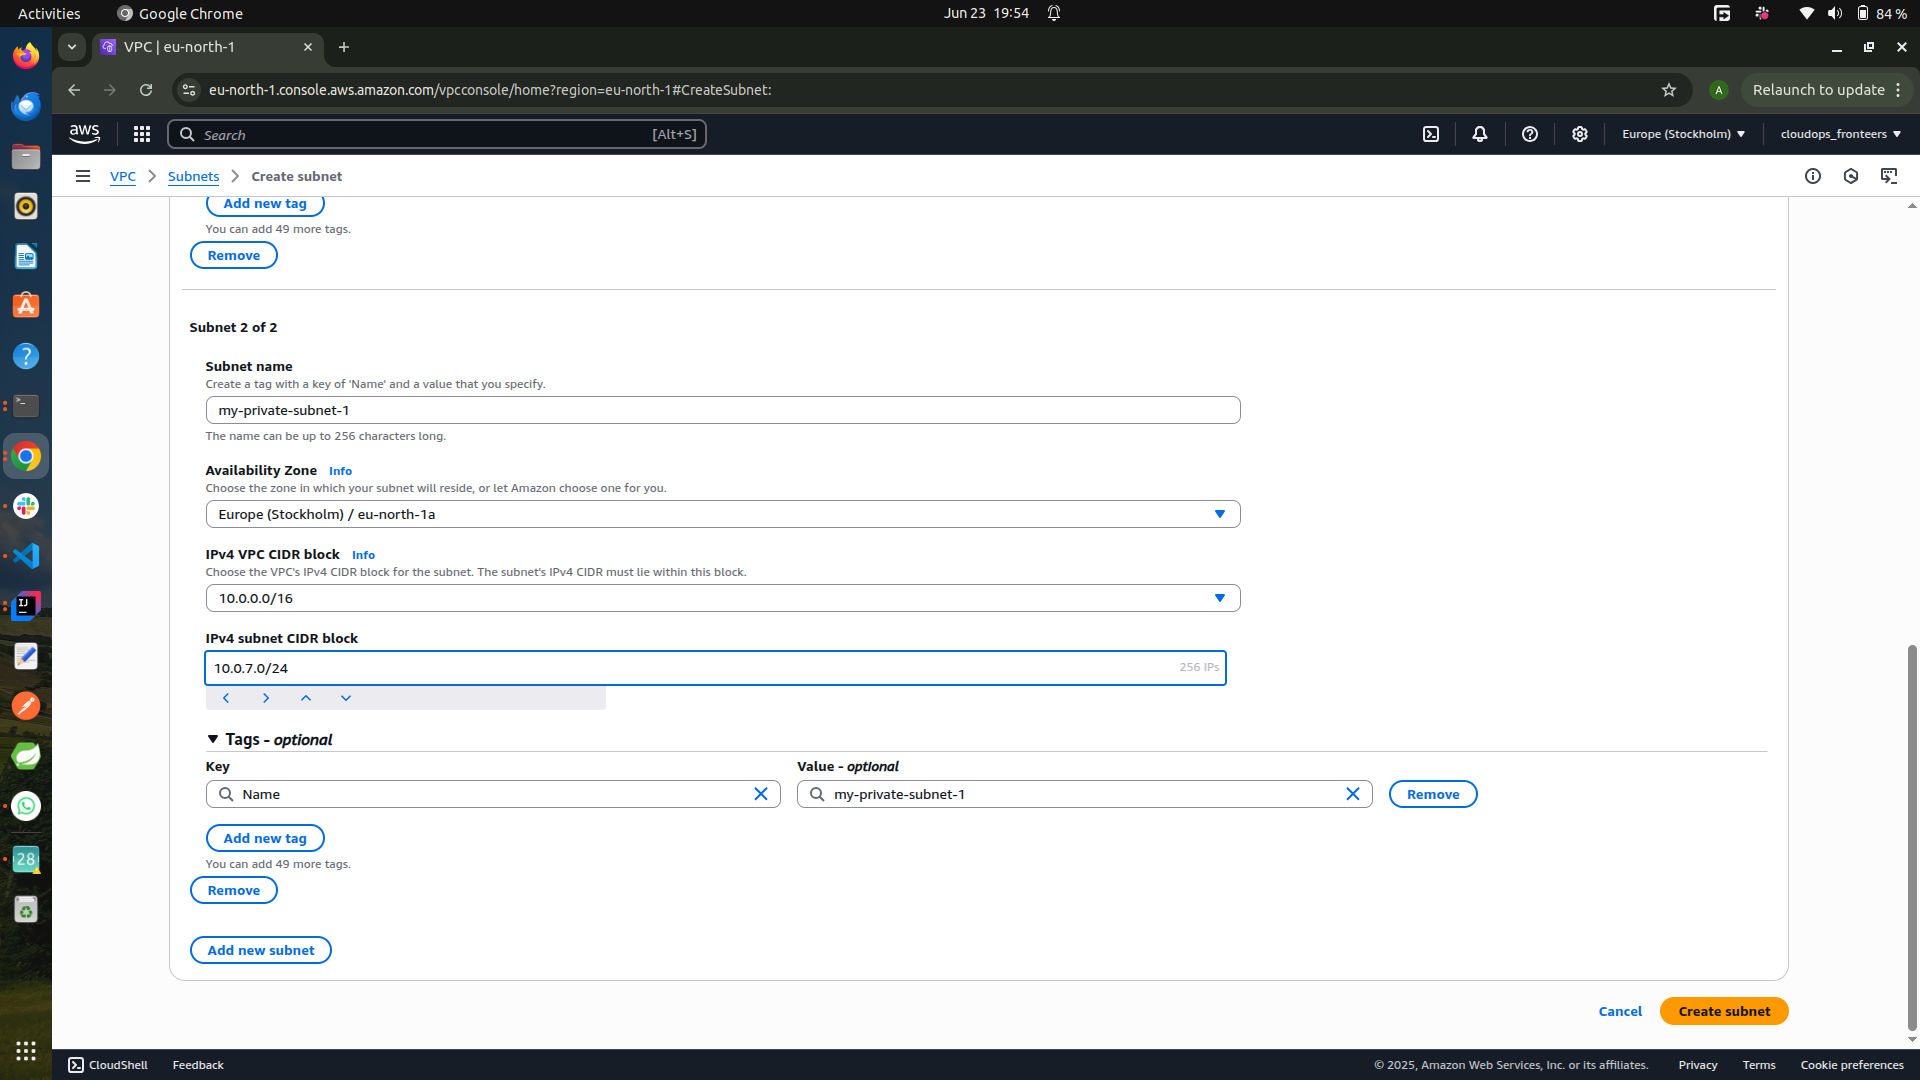 Activities
Google Chrome
Jun 23 19:54
84 %
VPC | eu-north-1
eu-north-1.console.aws.amazon.com/vpcconsole/home?region=eu-north-1#CreateSubnet:
A
Relaunch to update
aws
Search
[Alt+S]
Europe (Stockholm)
cloudops_fronteers
VPC
Subnets
Create subnet
Add new tag
You can add 49 more tags.
Remove
Subnet 2 of 2
Subnet name
Create a tag with a key of 'Name' and a value that you specify.
my-private-subnet-1
The name can be up to 256 characters long.
Availability Zone Info
Choose the zone in which your subnet will reside, or let Amazon choose one for you.
Europe (Stockholm) / eu-north-1a
IPv4 VPC CIDR block Info
Choose the VPC's IPv4 CIDR block for the subnet. The subnet's IPv4 CIDR must lie within this block.
10.0.0.0/16
IPv4 subnet CIDR block
10.0.7.0/24
256 IPs
Tags - optional
Key
Value - optional
Name
my-private-subnet-1
Remove
Add new tag
You can add 49 more tags.
Remove
Add new subnet
Cancel
Create subnet
CloudShell
Feedback
© 2025, Amazon Web Services, Inc. or its affiliates.
Privacy
Terms
Cookie preferences
IJ
28